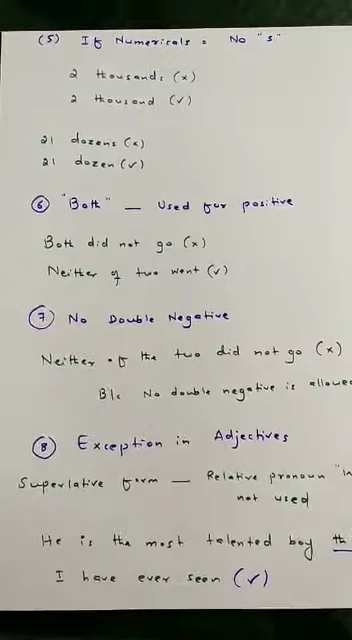 (5) If Numericals = No "s"
2 thousands (x)
2 thousand (✓)
21 dozens (x)
21 dozen (✓)
⑥ "Both" — Used for positive
Both did not go (x)
Neither of two went (✓)
⑦ No Double Negative
Neither of the two did not go (x)
B/c No double negative is allowed
⑧ Exception in Adjectives
Superlative form — Relative pronoun
not used
He is the most talented boy
I have ever seen (✓)